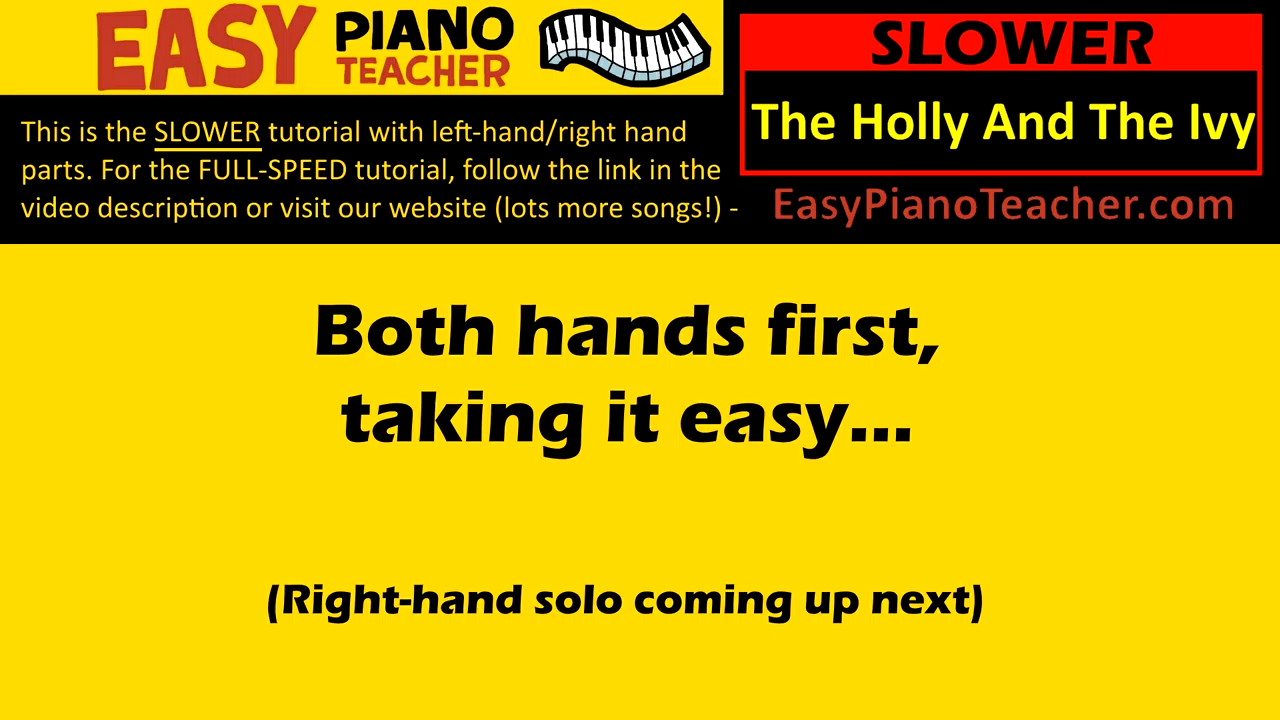 EASY PIANO TEACHER
SLOWER
The Holly And The Ivy
EasyPianoTeacher.com
This is the SLOWER tutorial with left-hand/right hand
parts. For the FULL-SPEED tutorial, follow the link in the
video description or visit our website (lots more songs!) -
Both hands first,
taking it easy...
(Right-hand solo coming up next)